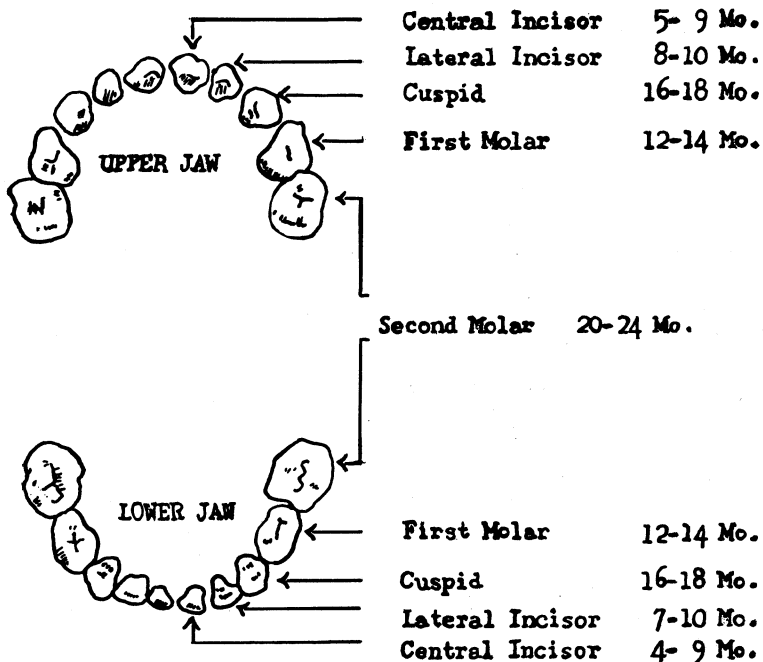 Central Incisor 5- 9 Mo.
Lateral Incisor 8-10 Mo.
Cuspid 16-18 Mo.
First Molar 12-14 Mo.
UPPER JAW
Second Molar 20-24 Mo.
LOWER JAW
First Molar 12-14 Mo.
Cuspid 16-18 Mo.
Lateral Incisor 7-10 Mo.
Central Incisor 4- 9 Mo.